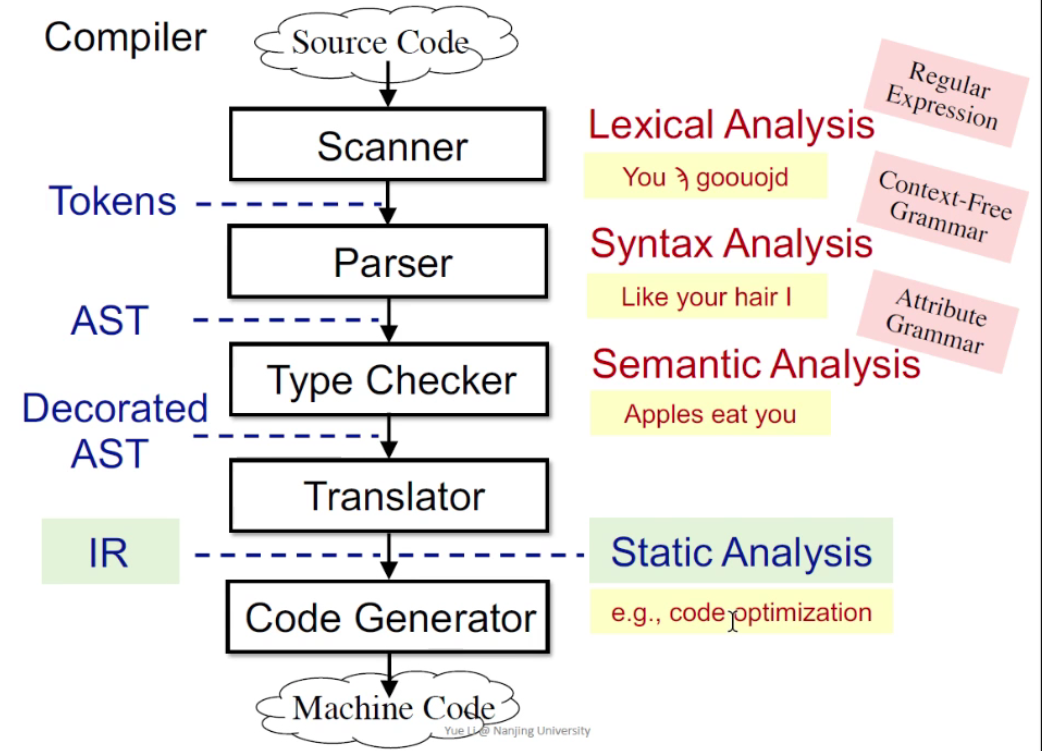 Compiler
Source Code
Regular
Expression
Scanner
Lexical Analysis
You goouojd
Tokens
Context-Free
Grammar
Parser
Syntax Analysis
Like your hair I
AST
Attribute
Grammar
Type Checker
Semantic Analysis
Apples eat you
Decorated
AST
Translator
IR
Static Analysis
Code Generator
e.g., code optimization
Machine Code
Yue Li @ Nanjing University